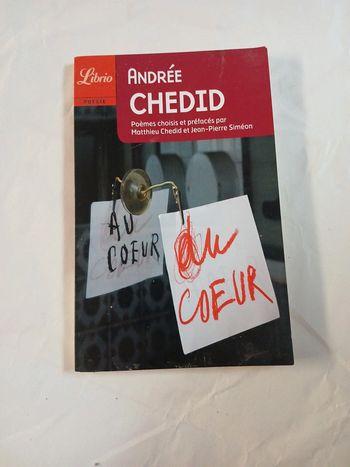 Librio
POÉSIE
ANDRÉE
CHEDID
Poèmes choisis et préfacés par
Matthieu Chedid et Jean-Pierre Siméon
AU
COEUR
du
COEUR